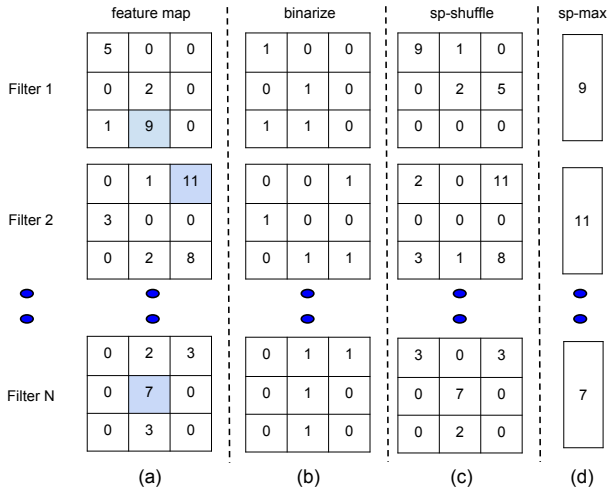 feature map binarize sp-shuffle sp-max
5 0 0 1 0 0 9 1 0
Filter 1 0 2 0 0 1 0 0 2 5 9
1 9 0 1 1 0 0 0 0
0 1 11 0 0 1 2 0 11
Filter 2 3 0 0 1 0 0 0 0 0 11
0 2 8 0 1 1 3 1 8
0 2 3 0 1 1 3 0 3
Filter N 0 7 0 0 1 0 0 7 0 7
0 3 0 0 1 0 0 2 0
(a) (b) (c) (d)